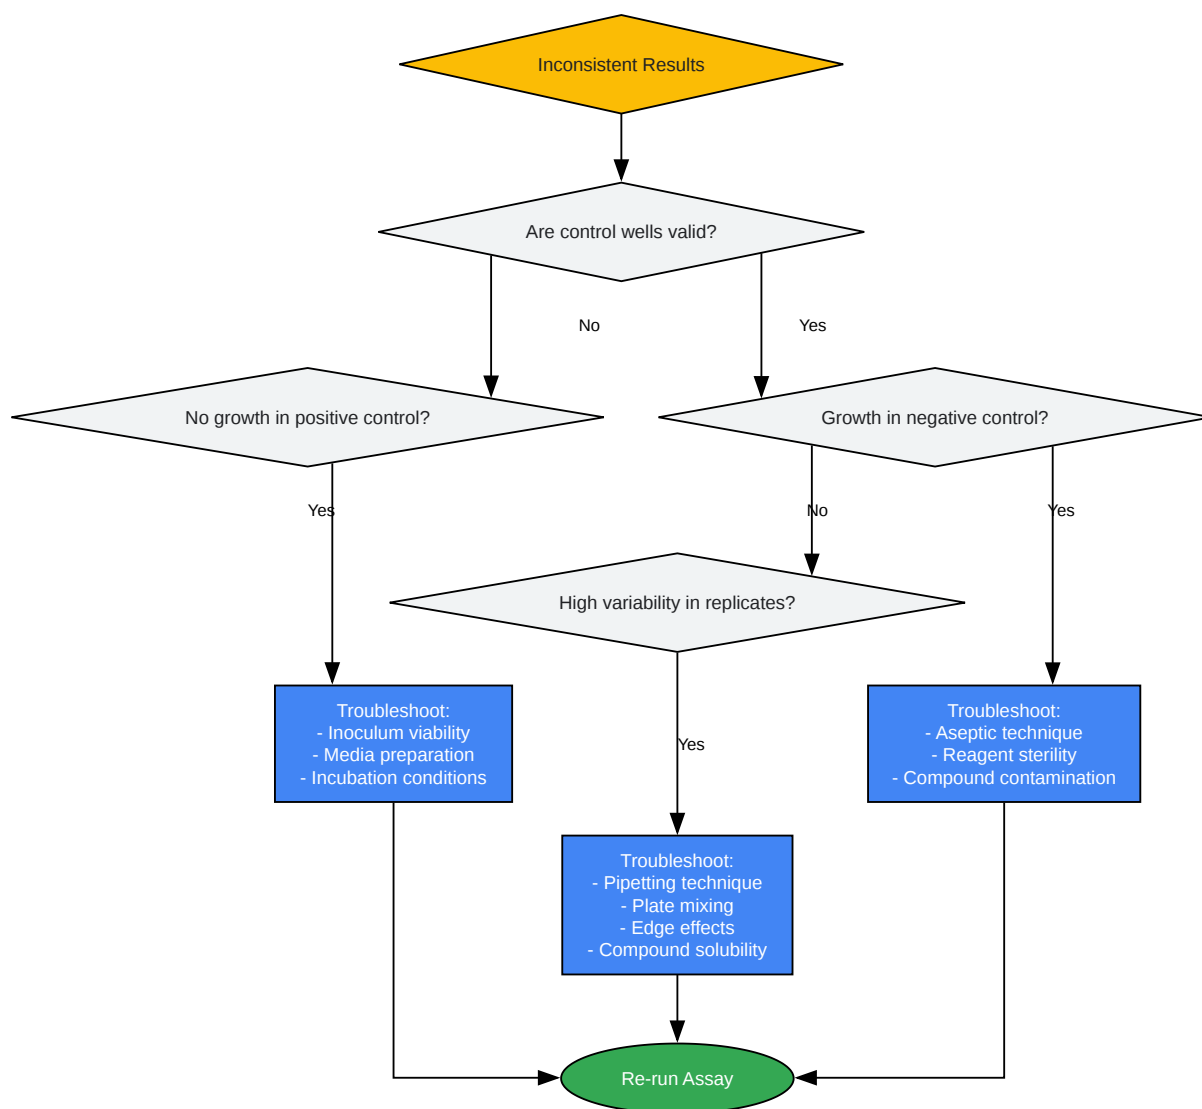 Inconsistent Results
Are control wells valid?
No
Yes
No growth in positive control?
Growth in negative control?
Yes
No
Yes
High variability in replicates?
Troubleshoot:
- Inoculum viability
- Media preparation
- Incubation conditions
Troubleshoot:
- Aseptic technique
- Reagent sterility
- Compound contamination
Yes
Troubleshoot:
- Pipetting technique
- Plate mixing
- Edge effects
- Compound solubility
Re-run Assay